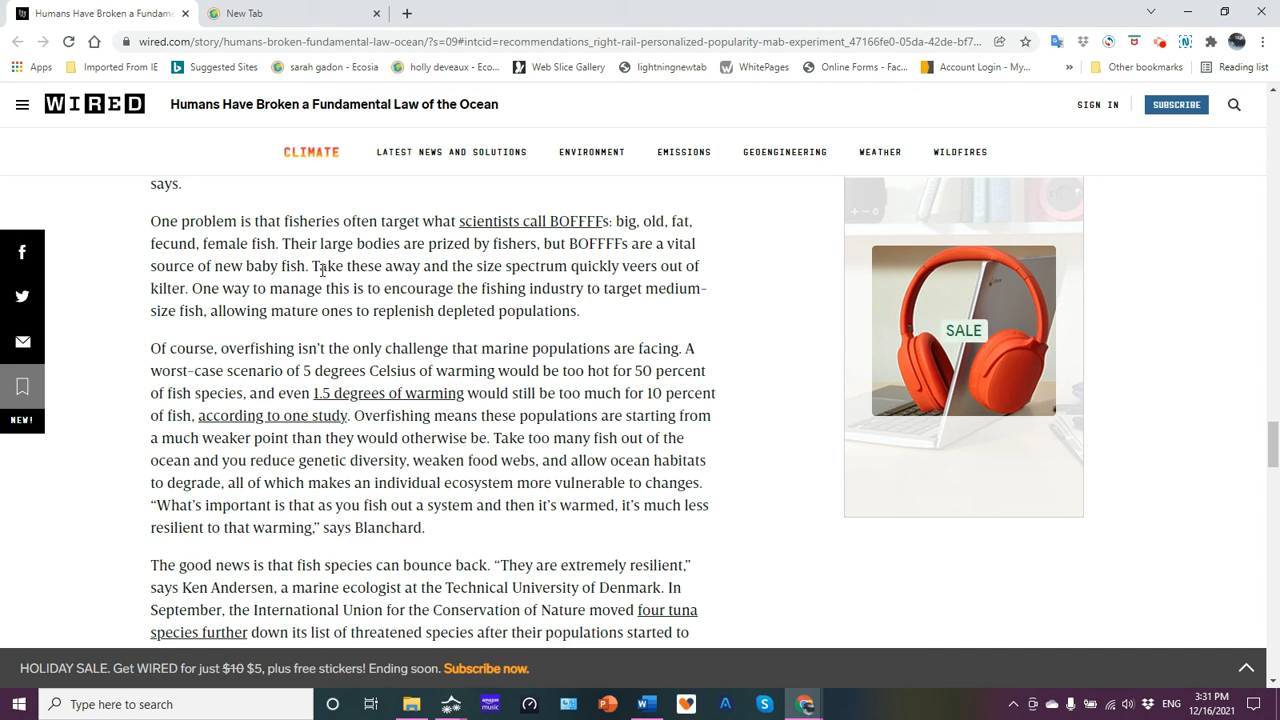 Humans Have Broken a Fundame
New Tab
wired.com/story/humans-broken-fundamental-law-ocean/?s=09#intcid=recommendations_right-rail-personalized-popularity-mab-experiment_47166fe0-05da-42de-bf7...
Apps
Imported From IE
Suggested Sites
sarah gadon - Ecosia
holly deveaux - Eco...
Web Slice Gallery
lightningnewtab
WhitePages
Online Forms - Fac...
Account Login - My...
»
Other bookmarks
Reading list
WIRED
Humans Have Broken a Fundamental Law of the Ocean
SIGN IN
SUBSCRIBE
CLIMATE
LATEST NEWS AND SOLUTIONS
ENVIRONMENT
EMISSIONS
GEOENGINEERING
WEATHER
WILDFIRES
says.
One problem is that fisheries often target what scientists call BOFFFFs: big, old, fat,
fecund, female fish. Their large bodies are prized by fishers, but BOFFFFs are a vital
source of new baby fish. Take these away and the size spectrum quickly veers out of
kilter. One way to manage this is to encourage the fishing industry to target medium-
size fish, allowing mature ones to replenish depleted populations.
Of course, overfishing isn’t the only challenge that marine populations are facing. A
worst-case scenario of 5 degrees Celsius of warming would be too hot for 50 percent
of fish species, and even 1.5 degrees of warming would still be too much for 10 percent
of fish, according to one study. Overfishing means these populations are starting from
a much weaker point than they would otherwise be. Take too many fish out of the
ocean and you reduce genetic diversity, weaken food webs, and allow ocean habitats
to degrade, all of which makes an individual ecosystem more vulnerable to changes.
“What’s important is that as you fish out a system and then it’s warmed, it’s much less
resilient to that warming,” says Blanchard.
The good news is that fish species can bounce back. “They are extremely resilient,”
says Ken Andersen, a marine ecologist at the Technical University of Denmark. In
September, the International Union for the Conservation of Nature moved four tuna
species further down its list of threatened species after their populations started to
NEW!
SALE
HOLIDAY SALE. Get WIRED for just $10 $5, plus free stickers! Ending soon. Subscribe now.
Type here to search
ENG
3:31 PM
12/16/2021